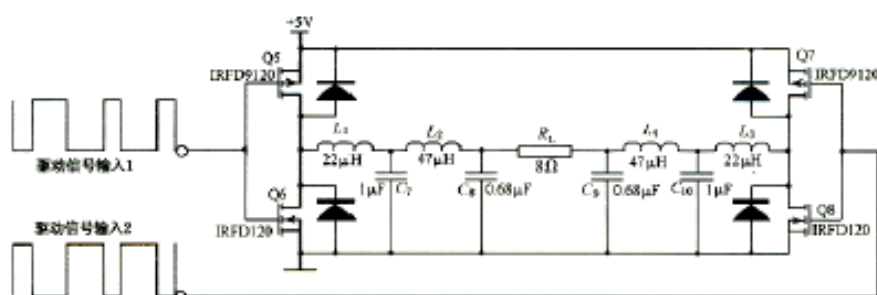 +5V
Q5
Q7
IRFD9120
IRFD9120
L1
L2
RL
L4
L3
22μH
47μH
8Ω
47μH
22μH
驱动信号输入1
1μF
C7
C8
0.68μF
C9
0.68μF
C10
1μF
Q6
Q8
IRFD120
IRFD120
驱动信号输入2